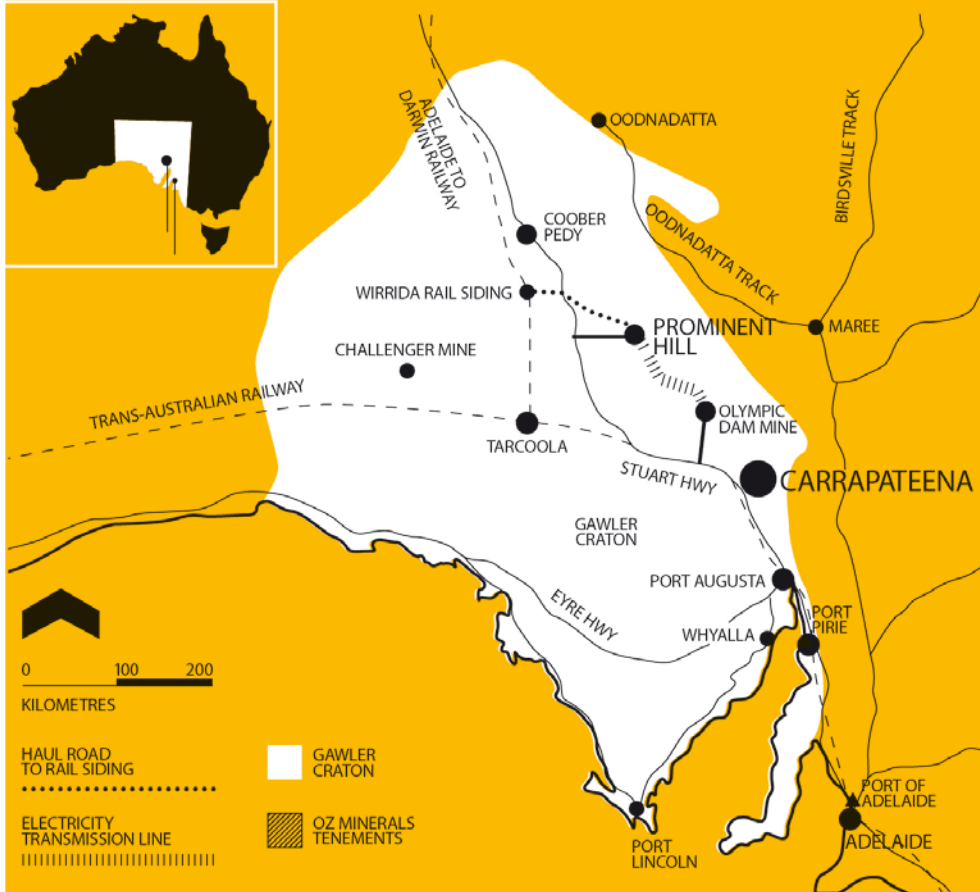 ADELAIDE TO
DARWIN RAILWAY
OODNADATTA
BIRDSVILLE TRACK
COOBER
PEDY
OODNADATTA TRACK
WIRRIDA RAIL SIDING
PROMINENT
HILL
MAREE
CHALLENGER MINE
TRANS-AUSTRALIAN RAILWAY
OLYMPIC
DAM MINE
TARCOOLA
STUART HWY
CARRAPATEENA
GAWLER
CRATON
PORT AUGUSTA
EYRE HWY
PORT
PIRIE
WHYALLA
0 100 200
KILOMETRES
HAUL ROAD
TO RAIL SIDING
GAWLER
CRATON
ELECTRICITY
TRANSMISSION LINE
OZ MINERALS
TENEMENTS
PORT
LINCOLN
PORT OF
ADELAIDE
ADELAIDE